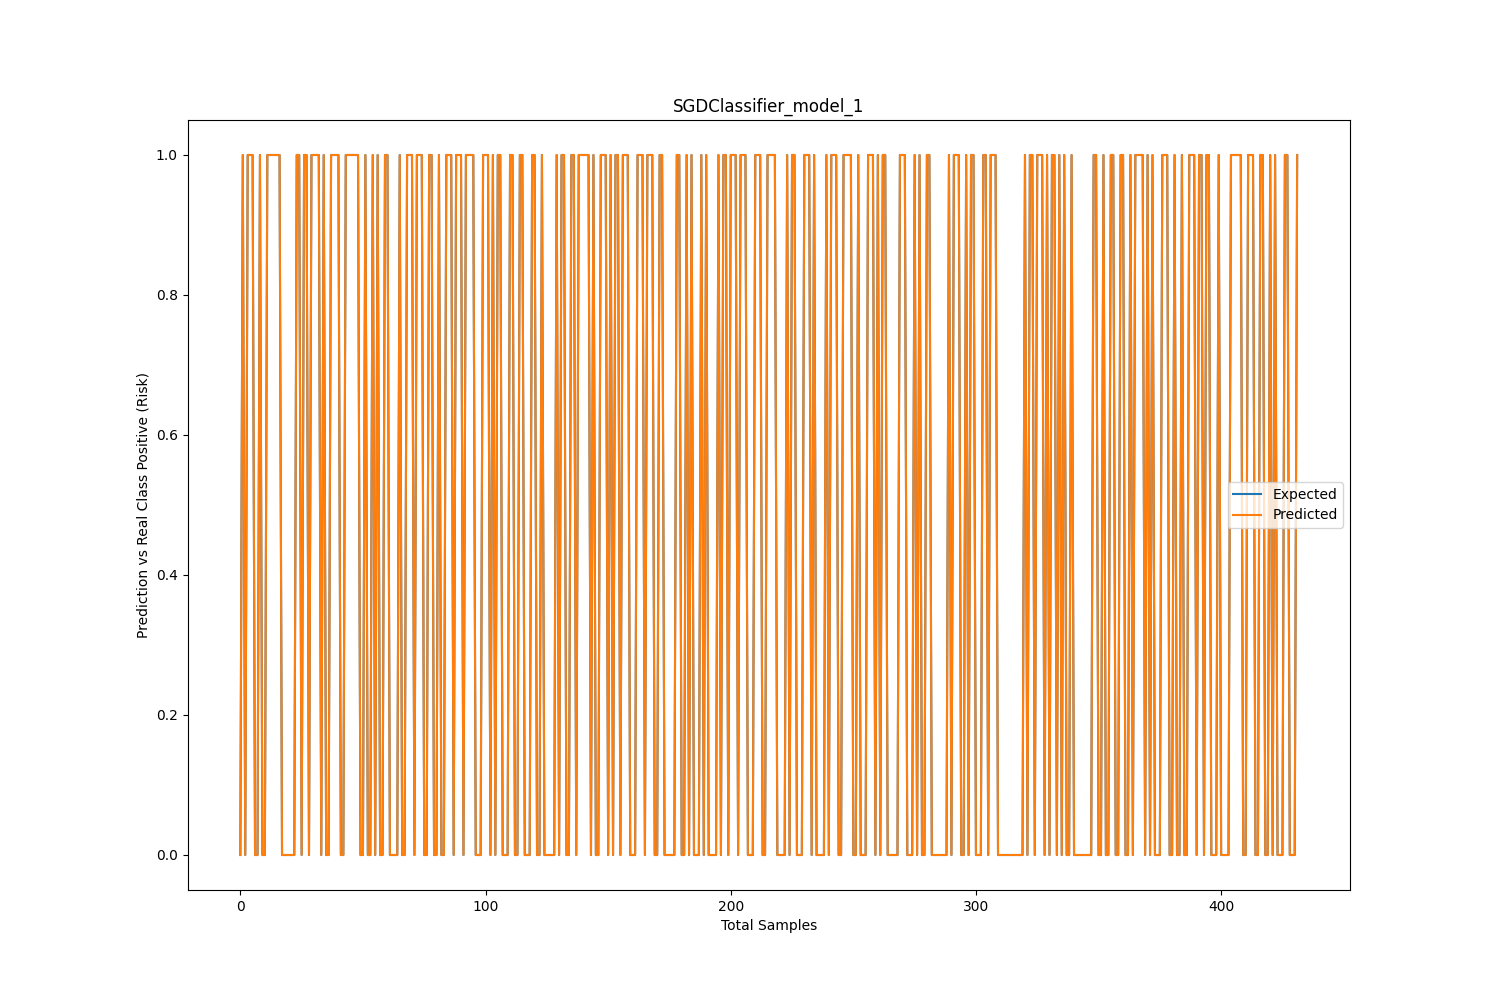 SGDClassifier_model_1
Prediction vs Real Class Positive (Risk)
1.0
0.8
0.6
0.4
0.2
0.0
Expected
Predicted
0 100 200 300 400
Total Samples